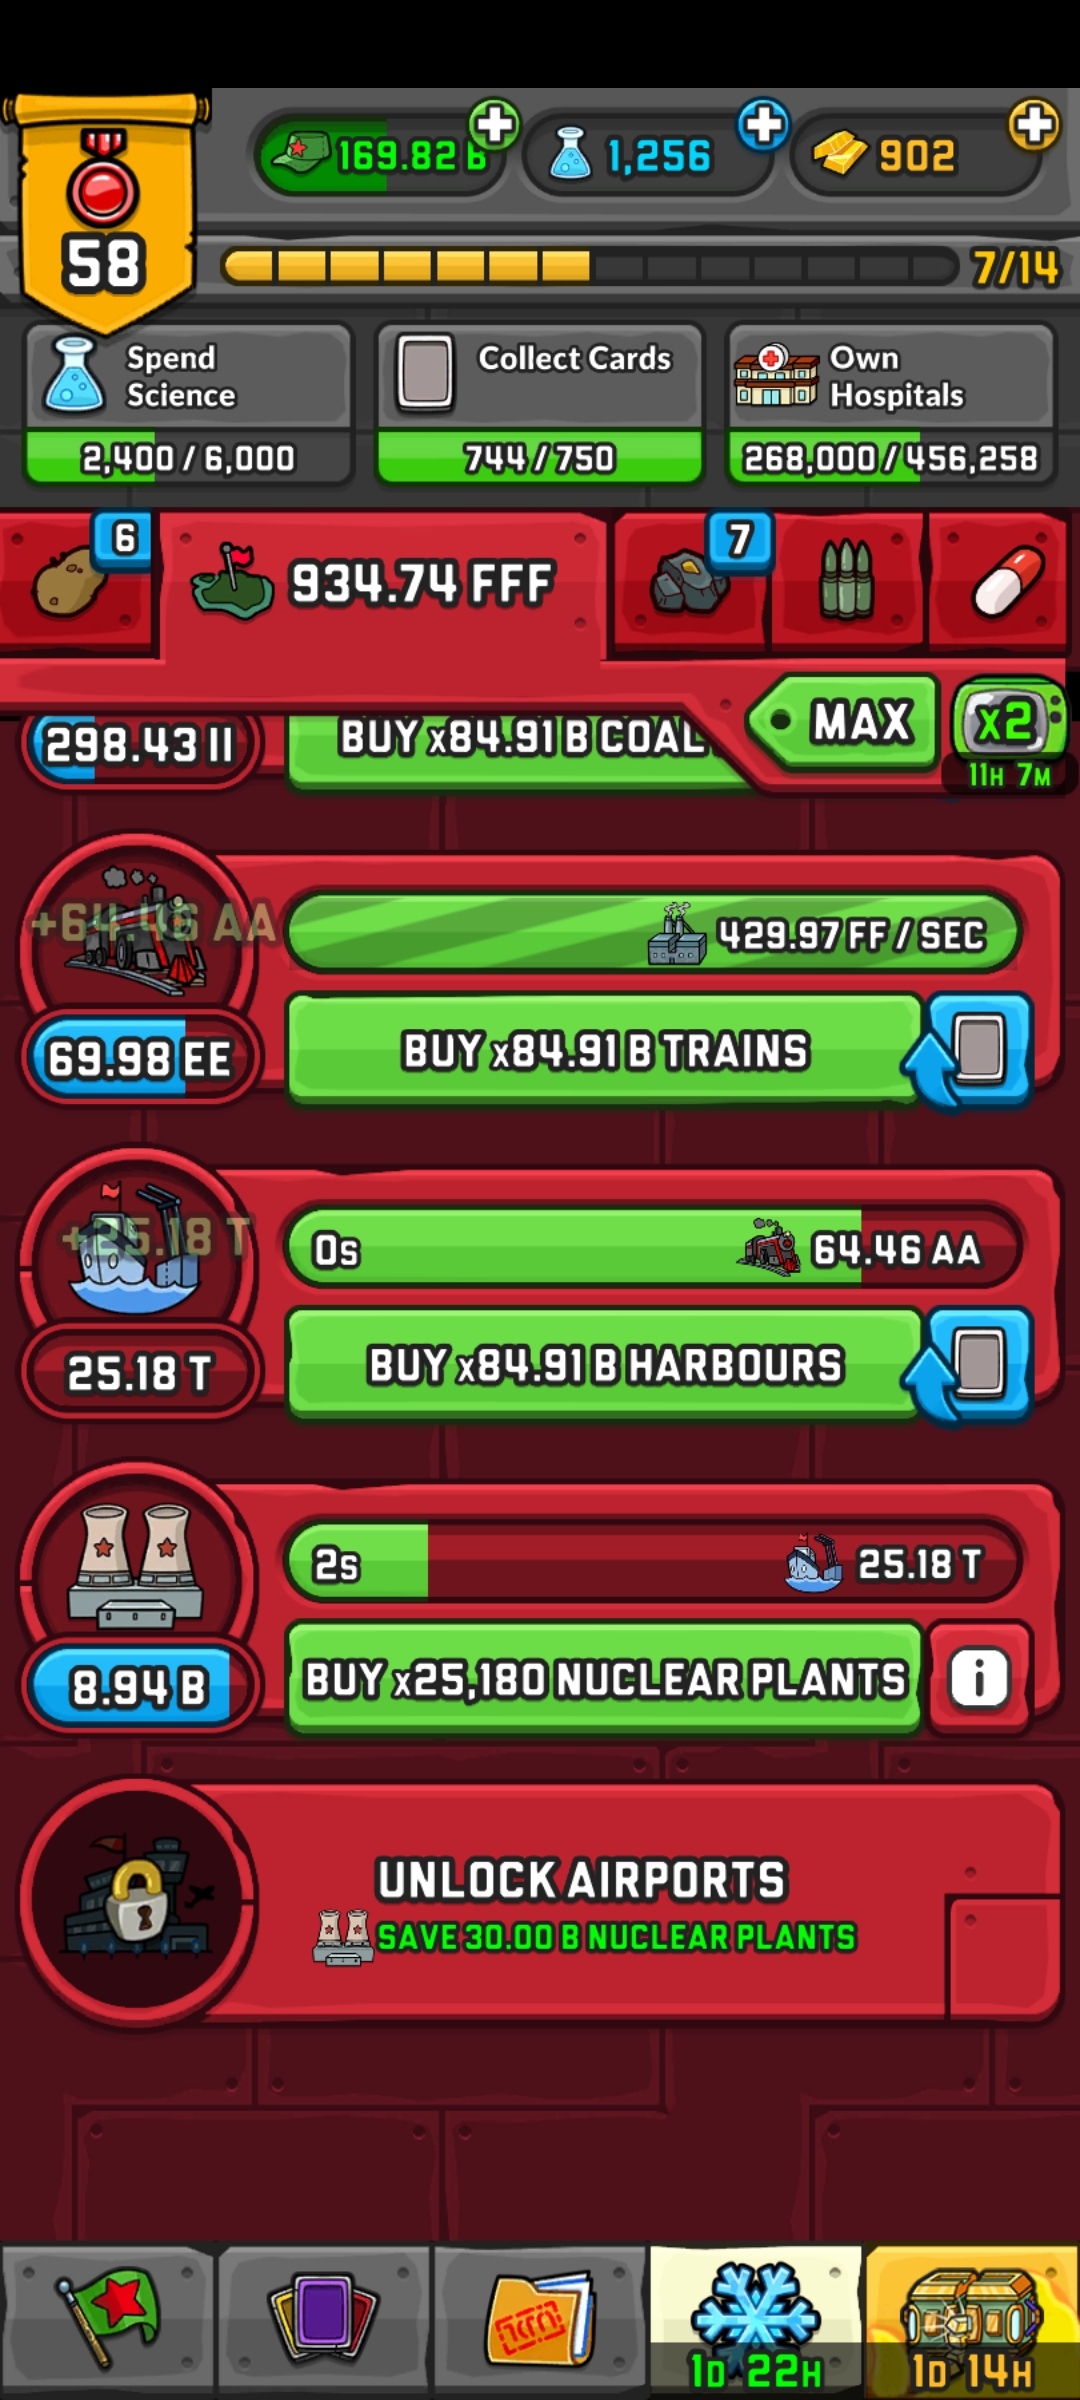 169.82 B
1,256
902
58
7/14
Spend
Science
2,400 / 6,000
Collect Cards
744 / 750
Own
Hospitals
268,000 / 456,258
6
934.74 FFF
7
MAX
x2
11H 7M
298.43 II
BUY x84.91 B COAL
+64.46 AA
429.97 FF / SEC
69.98 EE
BUY x84.91 B TRAINS
+25.18 T
0s
64.46 AA
25.18 T
BUY x84.91 B HARBOURS
2s
25.18 T
8.94 B
BUY x25,180 NUCLEAR PLANTS
i
UNLOCK AIRPORTS
SAVE 30.00 B NUCLEAR PLANTS
1D 22H
1D 14H